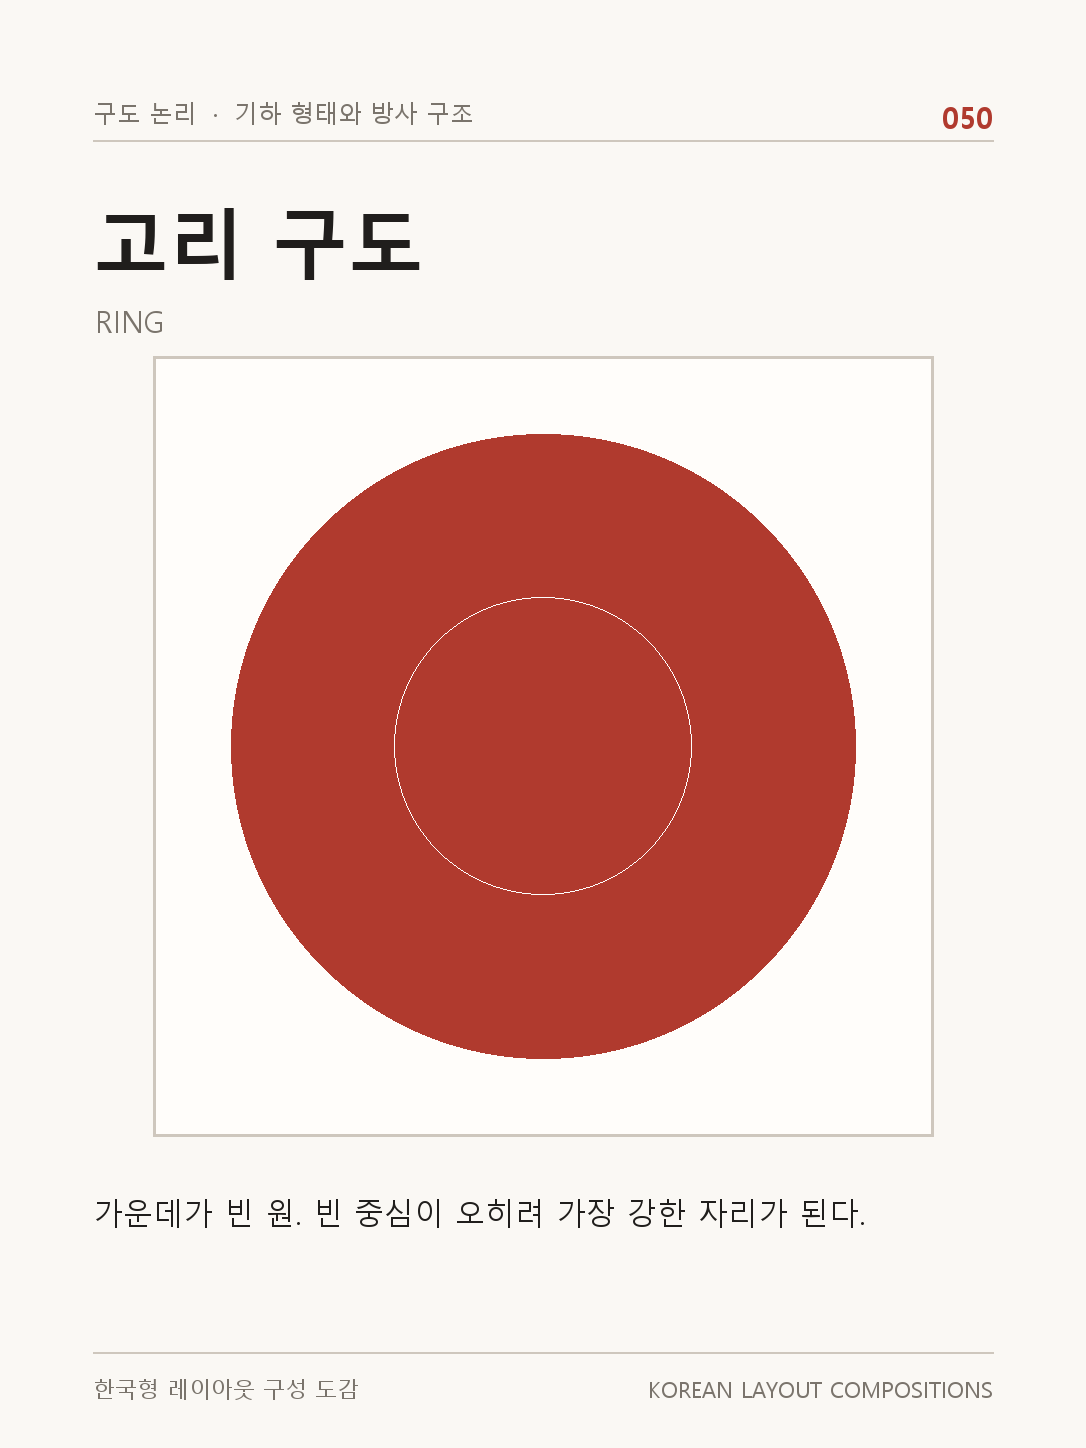 구도 논리 · 기하 형태와 방사 구조
050
고리 구도
RING
가운데가 빈 원. 빈 중심이 오히려 가장 강한 자리가 된다.
한국형 레이아웃 구성 도감
KOREAN LAYOUT COMPOSITIONS